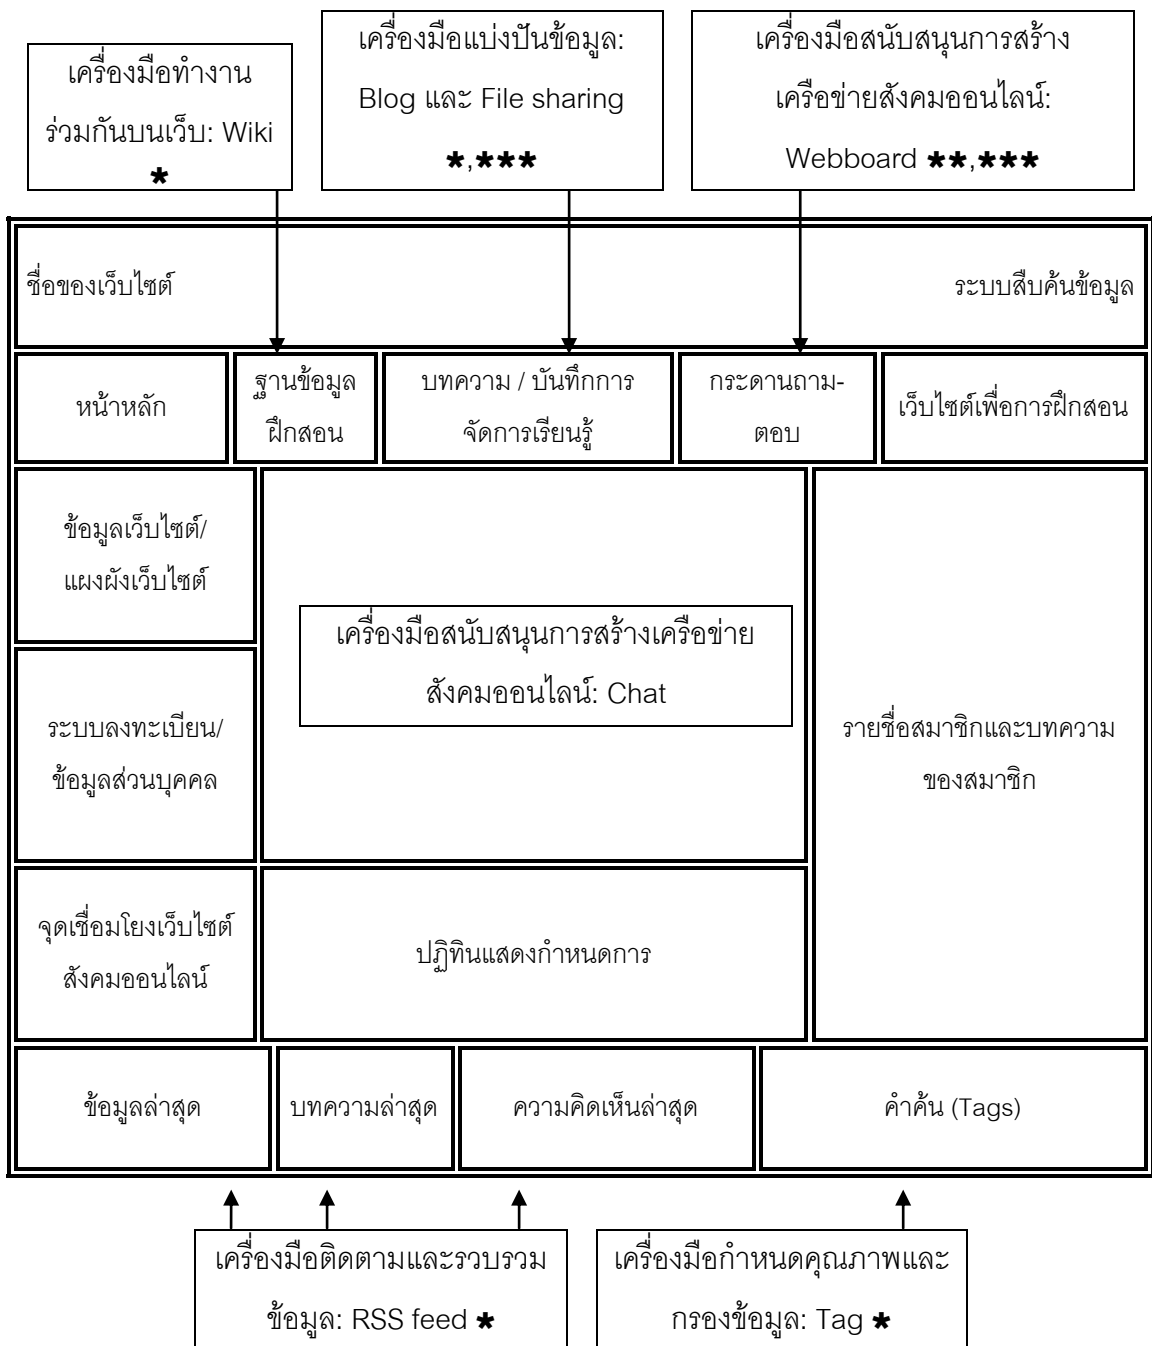 เครื่องมือทำงาน
ร่วมกันบนเว็บ: Wiki
*
เครื่องมือแบ่งปันข้อมูล:
Blog และ File sharing
*,***
เครื่องมือสนับสนุนการสร้าง
เครือข่ายสังคมออนไลน์:
Webboard **,***
ชื่อของเว็บไซต์
ระบบสืบค้นข้อมูล
หน้าหลัก
ฐานข้อมูล
ฝึกสอน
บทความ / บันทึกการ
จัดการเรียนรู้
กระดานถาม-
ตอบ
เว็บไซต์เพื่อการฝึกสอน
ข้อมูลเว็บไซต์/
แผงผังเว็บไซต์
เครื่องมือสนับสนุนการสร้างเครือข่าย
สังคมออนไลน์: Chat
ระบบลงทะเบียน/
ข้อมูลส่วนบุคคล
รายชื่อสมาชิกและบทความ
ของสมาชิก
จุดเชื่อมโยงเว็บไซต์
สังคมออนไลน์
ปฏิทินแสดงกำหนดการ
ข้อมูลล่าสุด
บทความล่าสุด
ความคิดเห็นล่าสุด
คำค้น (Tags)
เครื่องมือติดตามและรวบรวม
ข้อมูล: RSS feed *
เครื่องมือกำหนดคุณภาพและ
กรองข้อมูล: Tag *